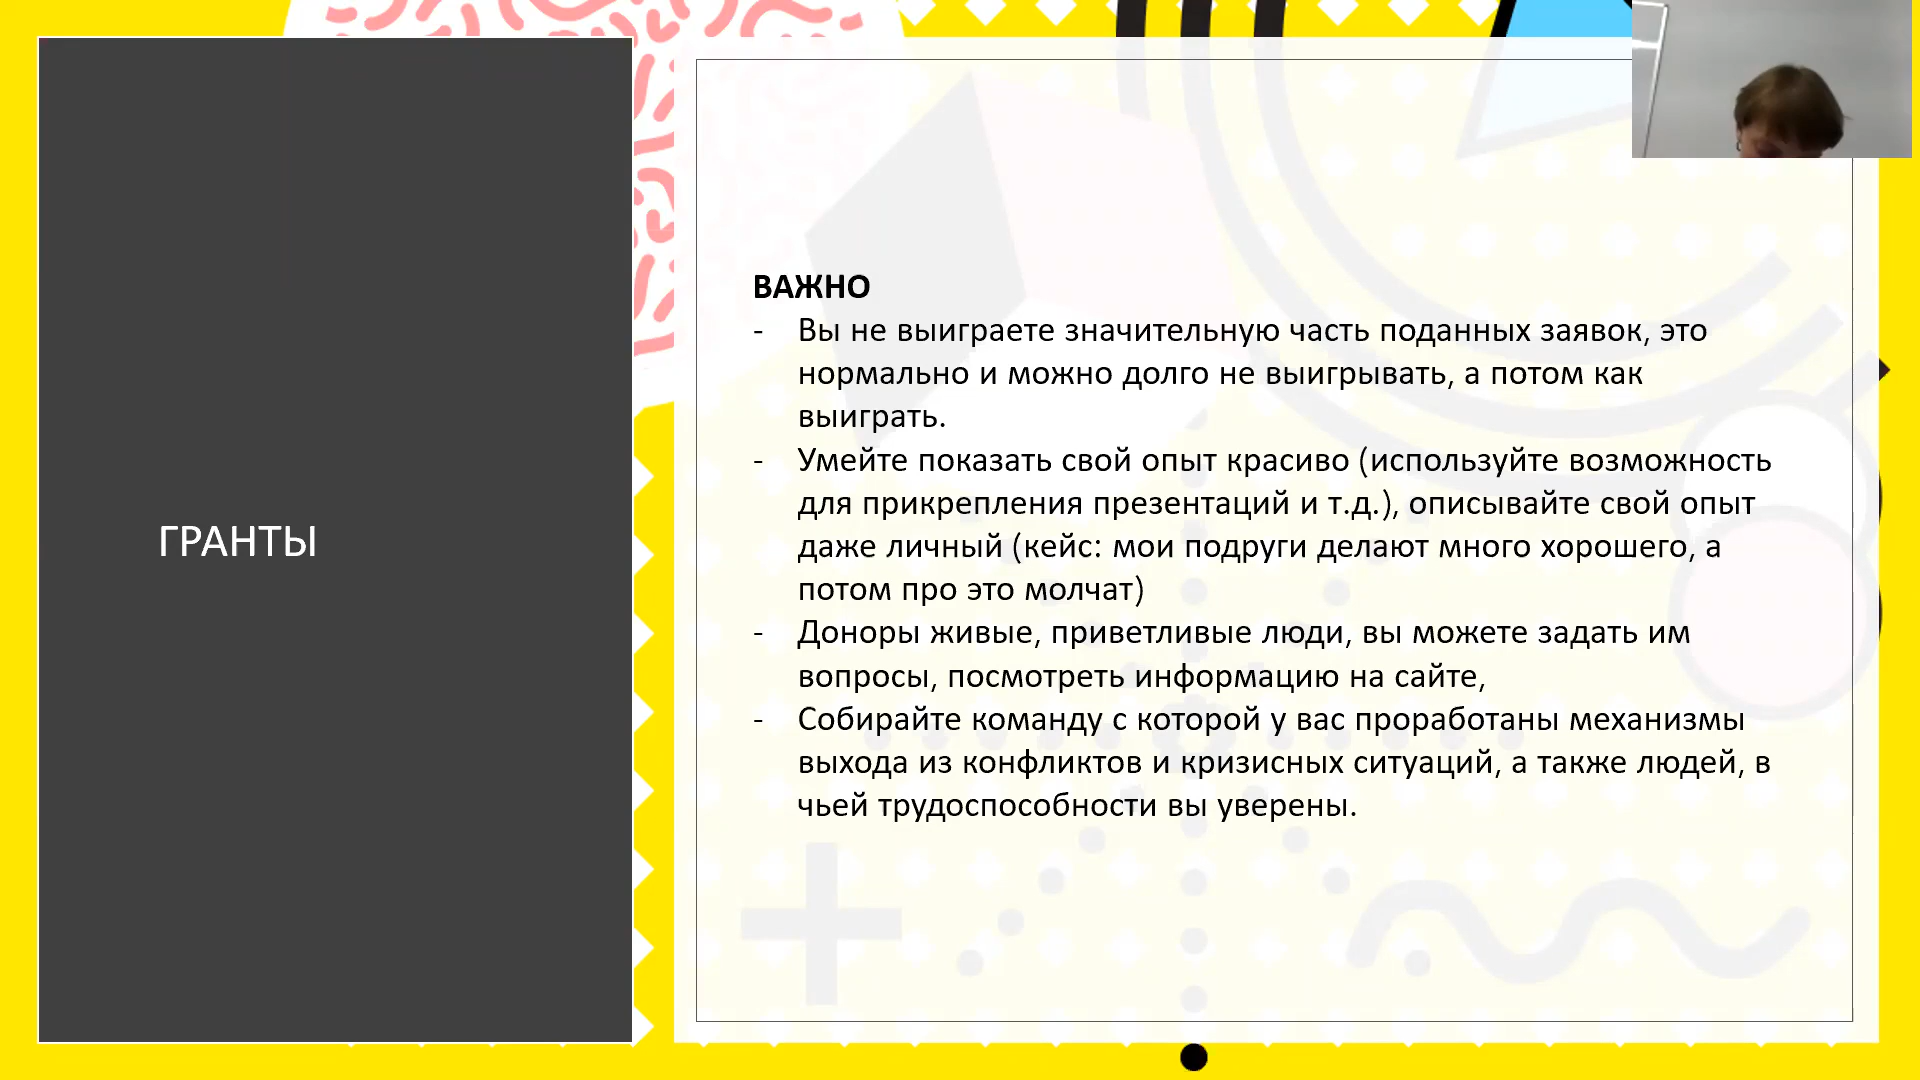 ГРАНТЫ
ВАЖНО
- Вы не выиграете значительную часть поданных заявок, это
нормально и можно долго не выигрывать, а потом как
выиграть.
- Умейте показать свой опыт красиво (используйте возможность
для прикрепления презентаций и т.д.), описывайте свой опыт
даже личный (кейс: мои подруги делают много хорошего, а
потом про это молчат)
- Доноры живые, приветливые люди, вы можете задать им
вопросы, посмотреть информацию на сайте,
- Собирайте команду с которой у вас проработаны механизмы
выхода из конфликтов и кризисных ситуаций, а также людей, в
чьей трудоспособности вы уверены.